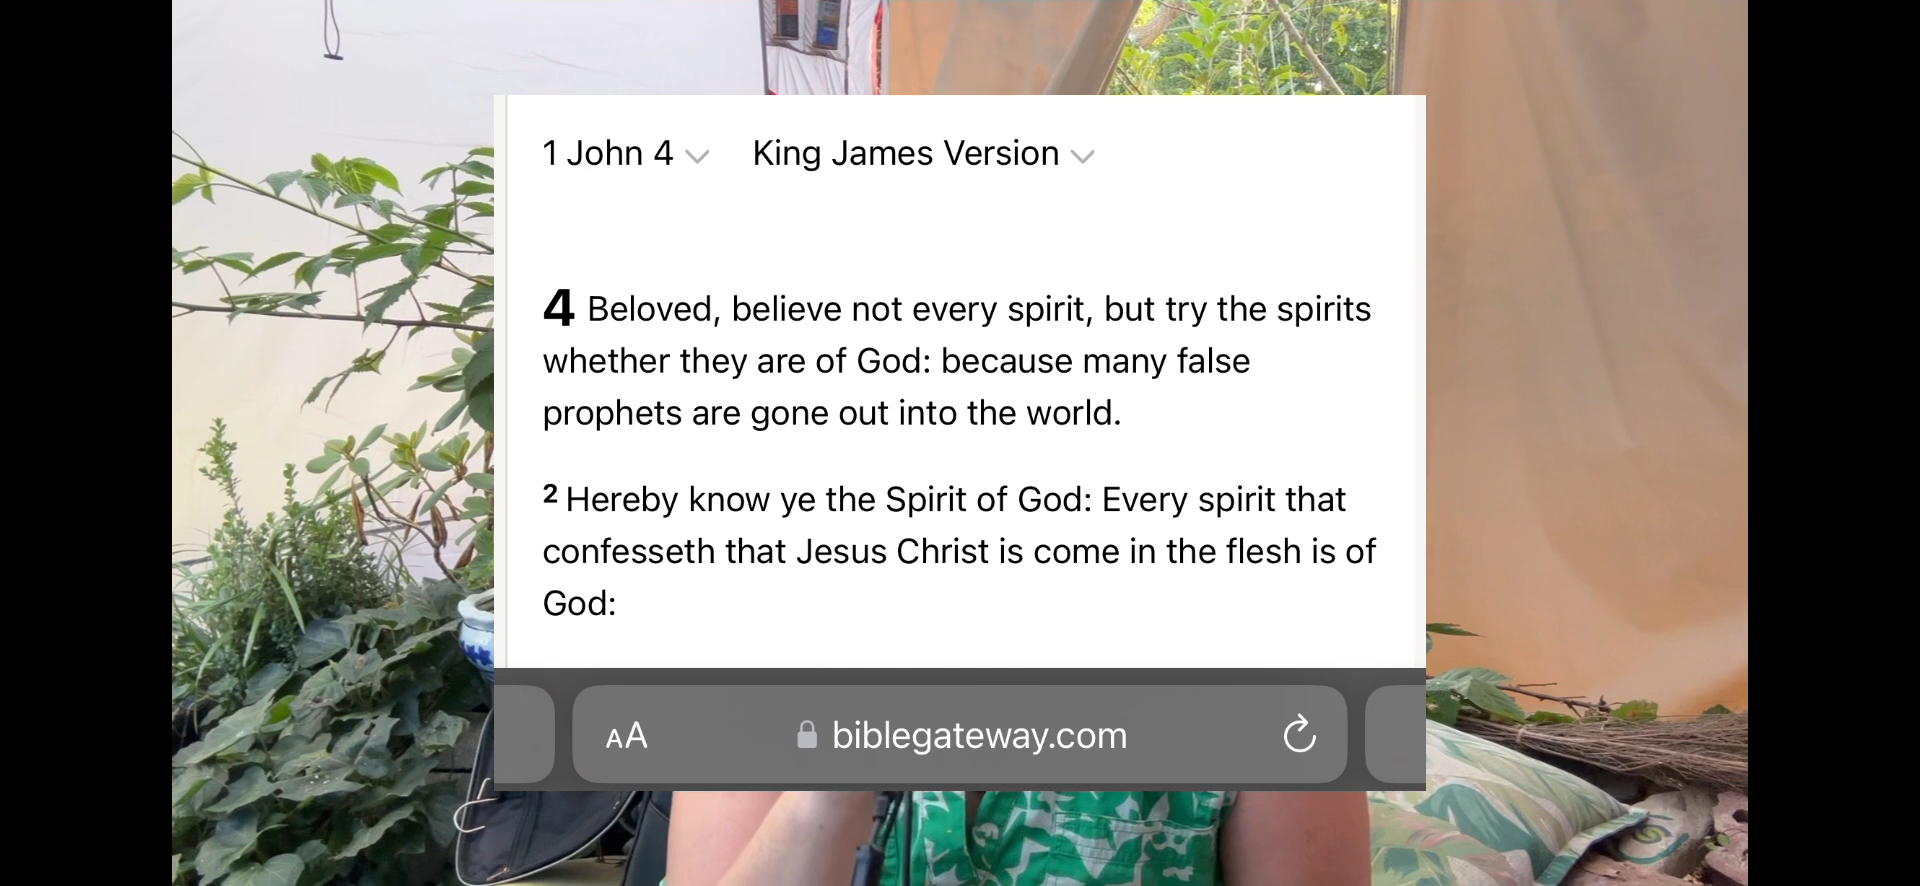 1 John 4 King James Version
4 Beloved, believe not every spirit, but try the spirits
whether they are of God: because many false
prophets are gone out into the world.
2 Hereby know ye the Spirit of God: Every spirit that
confesseth that Jesus Christ is come in the flesh is of
God:
AA biblegateway.com